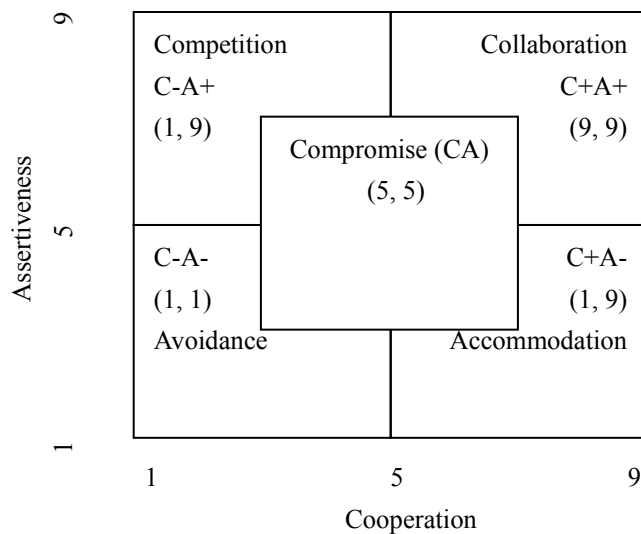 9
Competition
C-A+
(1, 9)
Collaboration
C+A+
(9, 9)
Compromise (CA)
(5, 5)
Assertiveness
5
C-A-
(1, 1)
Avoidance
C+A-
(1, 9)
Accommodation
1
1
5
9
Cooperation